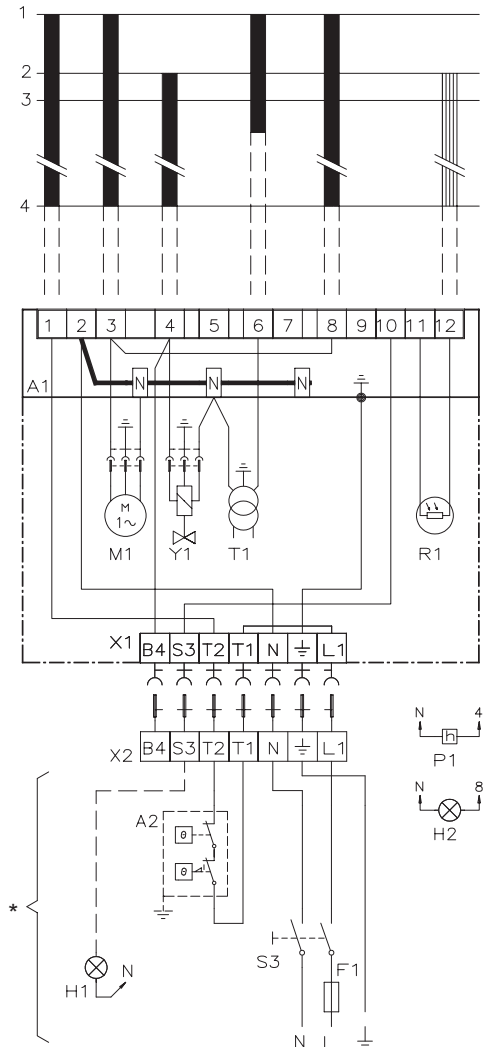 1
2
3
4
1 2 3 4 5 6 7 8 9 10 11 12
A1
N N N
M
1~
M1 Y1 T1 R1
X1
B4 S3 T2 T1 N L1
X2
B4 S3 T2 T1 N L1
N 4
h
P1
N 8
H2
A2
θ
θ
*
S3
F1
H1
N
N L